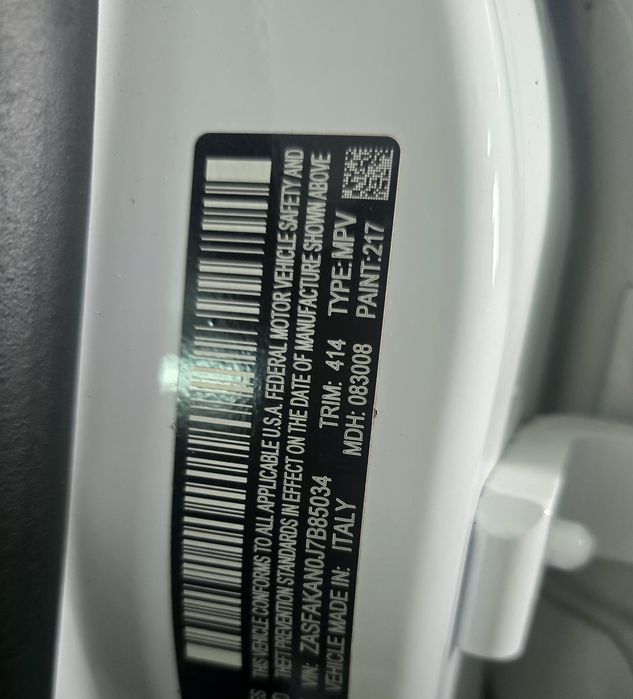 SS THIS VEHICLE CONFORMS TO ALL APPLICABLE U.S.A. FEDERAL MOTOR VEHICLE SAFETY AND
THEFT PREVENTION STANDARDS IN EFFECT ON THE DATE OF MANUFACTURE SHOWN ABOVE
VIN: ZASFAKAN0J7B85034 TRIM: 414 TYPE: MPV
VEHICLE MADE IN: ITALY MDH: 083008 PAINT: 217